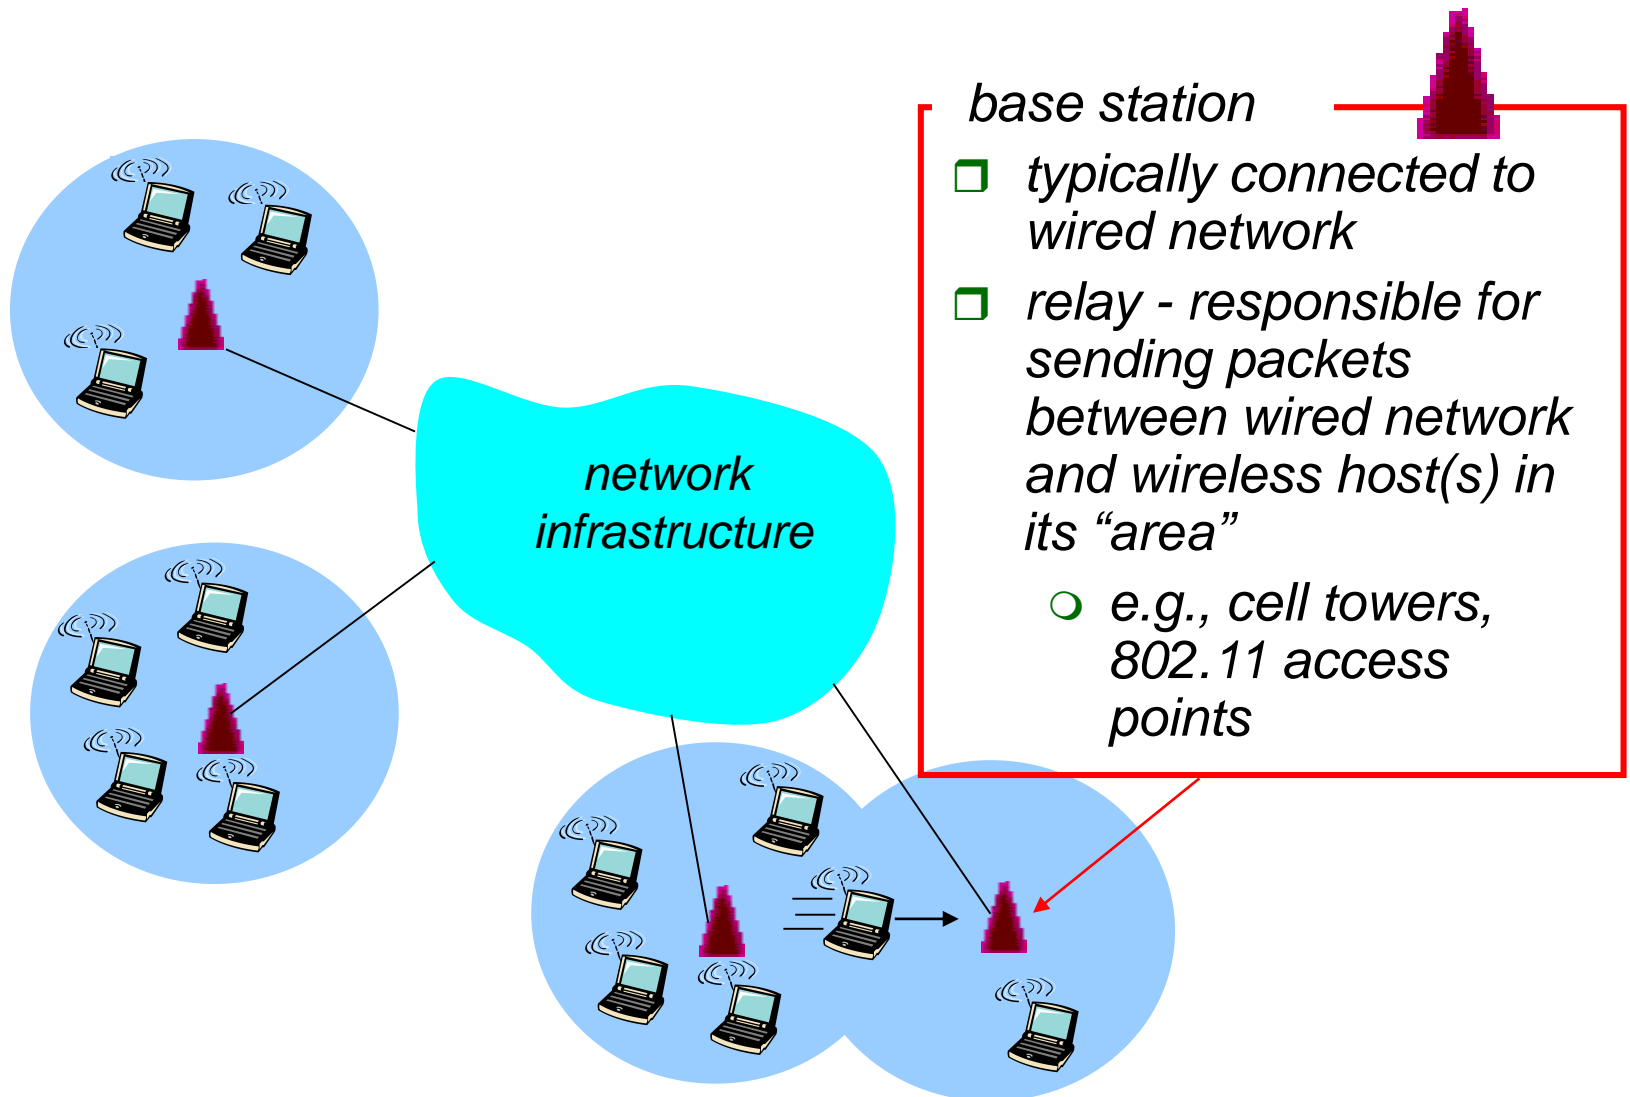 base station
typically connected to
wired network
relay - responsible for
sending packets
between wired network
and wireless host(s) in
its “area”
e.g., cell towers,
802.11 access
points
network
infrastructure